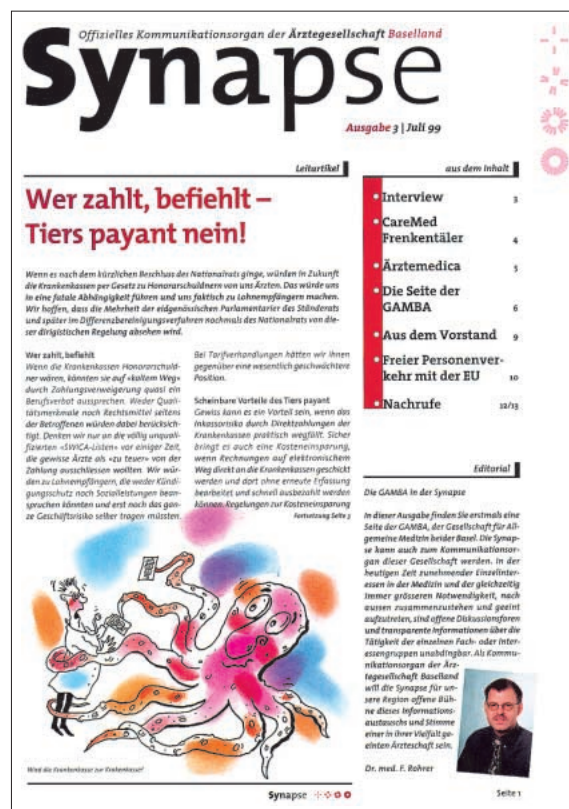 Offizielles Kommunikationsorgan der Ärztegesellschaft Baselland
Synapse
Ausgabe 3 | Juli 99
Leitartikel
Wer zahlt, befiehlt –
Tiers payant nein!
Wenn es nach dem kürzlichen Beschluss des Nationalrats ginge, würden in Zukunft
die Krankenkassen per Gesetz zu Honorarschuldnern von uns Ärzten. Das würde uns
in eine fatale Abhängigkeit führen und uns faktisch zu Lohnempfängern machen.
Wir hoffen, dass die Mehrheit der eidgenössischen Parlamentarier des Ständerats
und später im Differenzbereinigungsverfahren nochmals des Nationalrats von die-
ser dirigistischen Regelung absehen wird.
Wer zahlt, befiehlt
Wenn die Krankenkassen Honorarschuld-
ner wären, könnten sie auf «kaltem Weg»
durch Zahlungsverweigerung quasi ein
Berufsverbot aussprechen. Weder Quali-
tätsmerkmale noch Rechtsmittel seitens
der Betroffenen würden dabei berücksich-
tigt. Denken wir nur an die völlig unquali-
fizierten «SWICA-Listen» vor einiger Zeit,
die gewisse Ärzte als «zu teuer» von der
Zahlung ausschliessen wollten. Wir wür-
den zu Lohnempfängern, die weder Kündi-
gungsschutz noch Sozialleistungen bean-
spruchen könnten und erst noch das gan-
ze Geschäftsrisiko selber tragen müssten.
Bei Tarifverhandlungen hätten wir ihnen
gegenüber eine wesentlich geschwächtere
Position.
Scheinbare Vorteile des Tiers payant
Gewiss kann es ein Vorteil sein, wenn das
Inkassorisiko durch Direktzahlungen der
Krankenkassen praktisch wegfällt. Sicher
bringt es auch eine Kosteneinsparung,
wenn Rechnungen auf elektronischem
Weg direkt an die Krankenkassen geschickt
werden und dort ohne erneute Erfassung
bearbeitet und schnell ausbezahlt werden
können. Regelungen zur Kosteneinsparung
Fortsetzung Seite 2
Wird die Krankenkasse zur Krakenkasse?
aus dem Inhalt
Interview 3
CareMed
Frenkentäler 4
Ärztemedica 5
Die Seite der
GAMBA 6
Aus dem Vorstand 9
Freier Personenver-
kehr mit der EU 10
Nachrufe 12/13
Editorial
Die GAMBA in der Synapse
In dieser Ausgabe finden Sie erstmals eine
Seite der GAMBA, der Gesellschaft für All-
gemeine Medizin beider Basel. Die Synap-
se kann auch zum Kommunikationsor-
gan dieser Gesellschaft werden. In der
heutigen Zeit zunehmender Einzelinter-
essen in der Medizin und der gleichzeitig
immer grösseren Notwendigkeit, nach
aussen zusammenzustehen und geeint
aufzutreten, sind offene Diskussionsforen
und transparente Informationen über die
Tätigkeit der einzelnen Fach- oder Inter-
essengruppen unabdingbar. Als Kommu-
nikationsorgan der Ärz-
tegesellschaft Baselland
will die Synapse für un-
sere Region offene Büh-
ne dieses Informations-
austauschs und Stimme
einer in ihrer Vielfalt ge-
einten Ärzteschaft sein.
Dr. med. F. Rohrer
Synapse
Seite 1